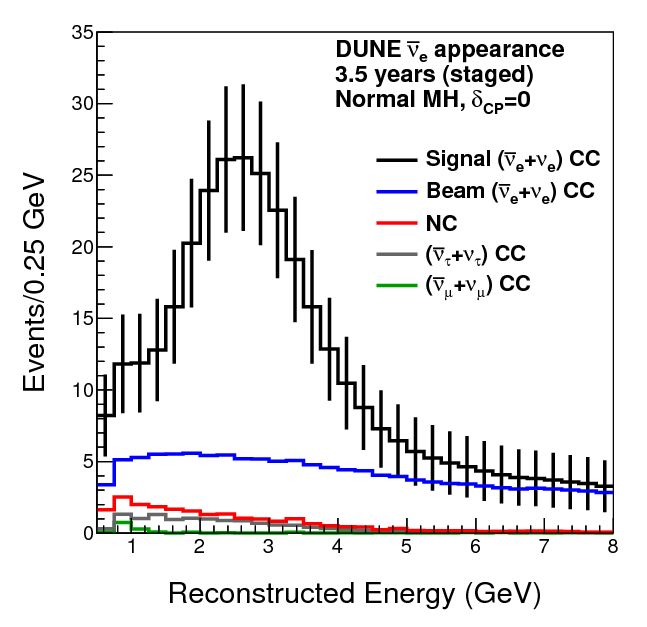 DUNE ν̅e appearance
3.5 years (staged)
Normal MH, δCP=0
Signal (ν̅e+νe) CC
Beam (ν̅e+νe) CC
NC
(ν̅τ+ντ) CC
(ν̅μ+νμ) CC
Events/0.25 GeV
35
30
25
20
15
10
5
0
1 2 3 4 5 6 7 8
Reconstructed Energy (GeV)